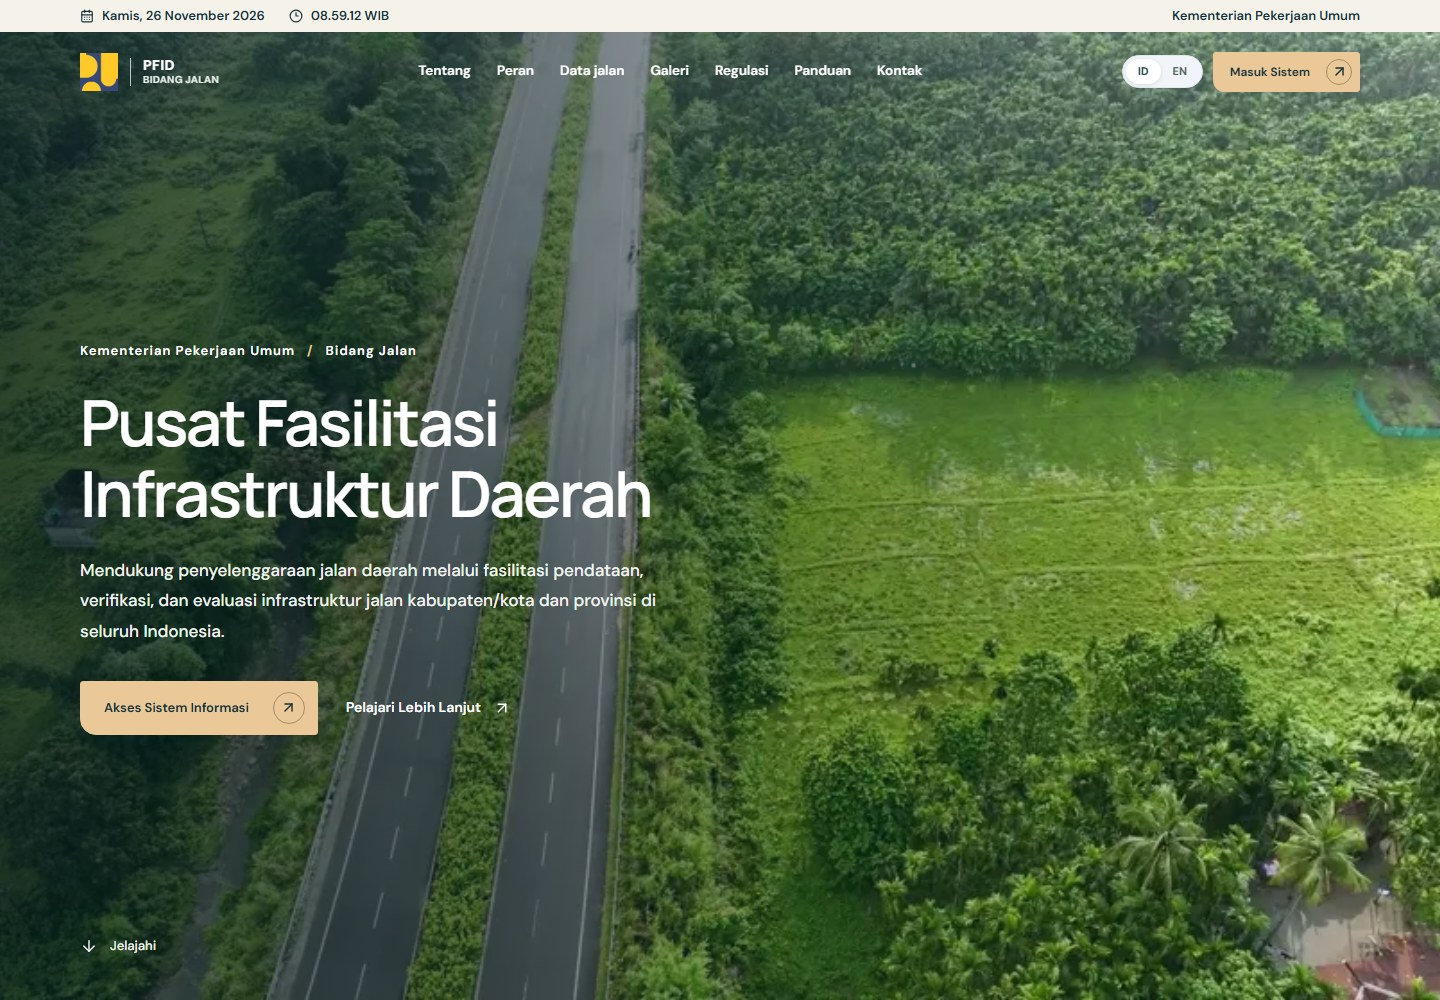 Kamis, 26 November 2026
08.59.12 WIB
Kementerian Pekerjaan Umum
PFID
BIDANG JALAN
Tentang
Peran
Data jalan
Galeri
Regulasi
Panduan
Kontak
ID
EN
Masuk Sistem
Kementerian Pekerjaan Umum / Bidang Jalan
Pusat Fasilitasi
Infrastruktur Daerah
Mendukung penyelenggaraan jalan daerah melalui fasilitasi pendataan,
verifikasi, dan evaluasi infrastruktur jalan kabupaten/kota dan provinsi di
seluruh Indonesia.
Akses Sistem Informasi
Pelajari Lebih Lanjut
Jelajahi